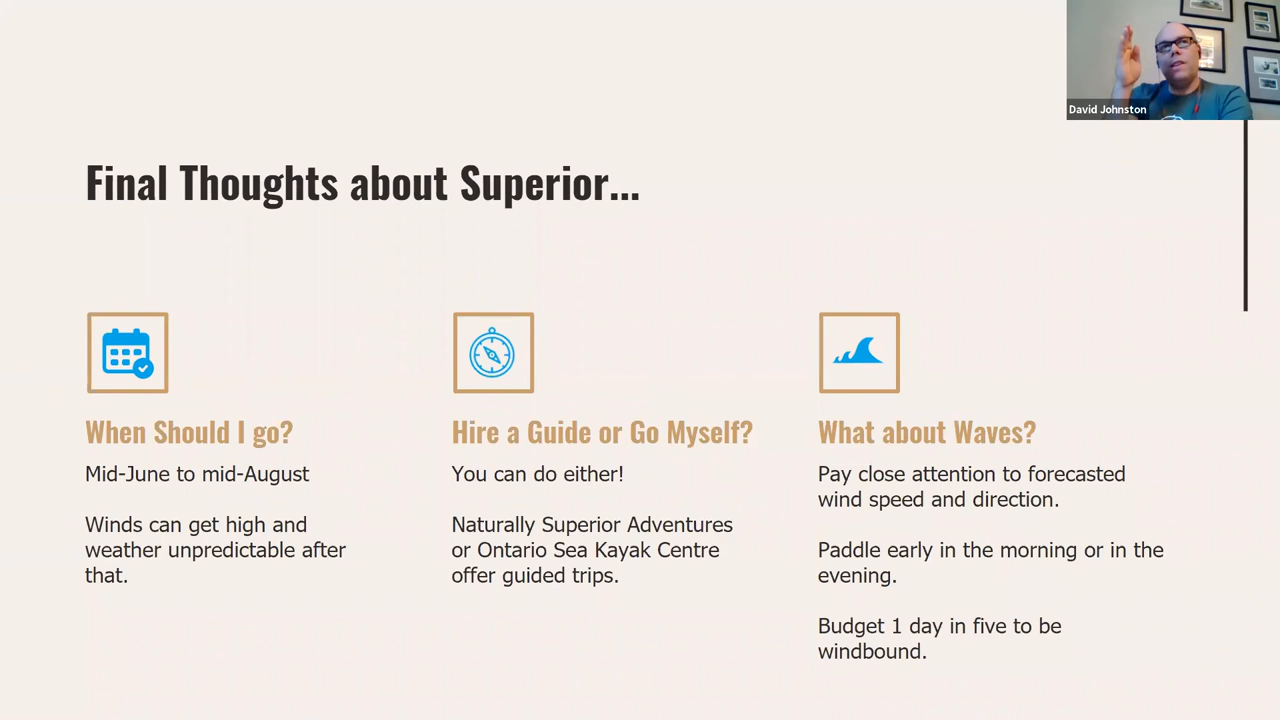 David Johnston
Final Thoughts about Superior...
When Should I go?
Mid-June to mid-August
Winds can get high and
weather unpredictable after
that.
Hire a Guide or Go Myself?
You can do either!
Naturally Superior Adventures
or Ontario Sea Kayak Centre
offer guided trips.
What about Waves?
Pay close attention to forecasted
wind speed and direction.
Paddle early in the morning or in the
evening.
Budget 1 day in five to be
windbound.